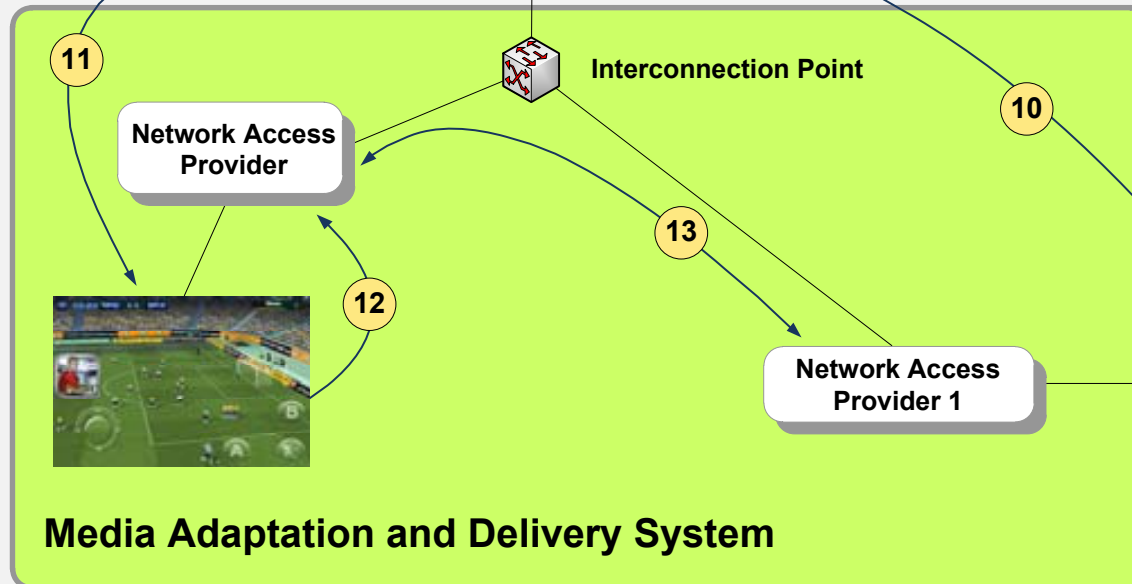 11
Interconnection Point
10
Network Access
Provider
13
12
B
A
Network Access
Provider 1
Media Adaptation and Delivery System